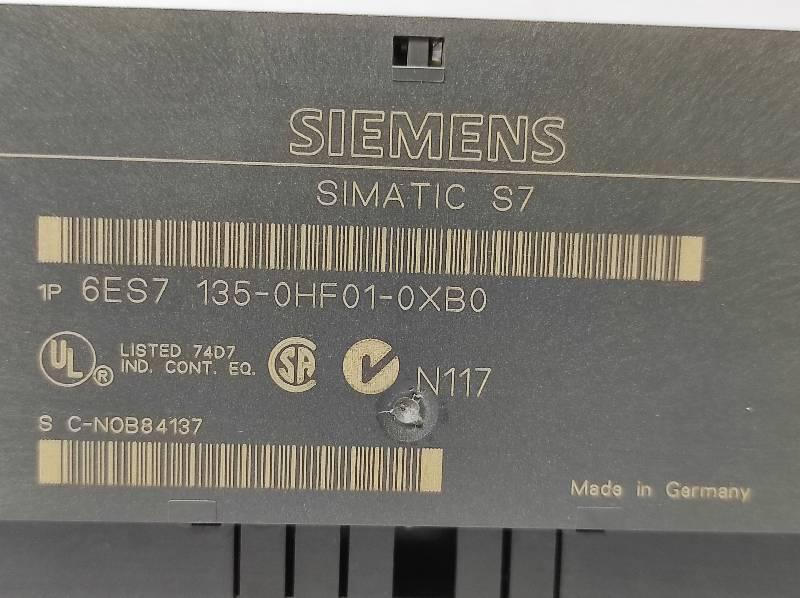 SIEMENS
SIMATIC S7
1P 6ES7 135-0HF01-0XB0
UL ® LISTED 74D7
IND. CONT. EQ.
SA
N117
S C-N0B84137
Made in Germany